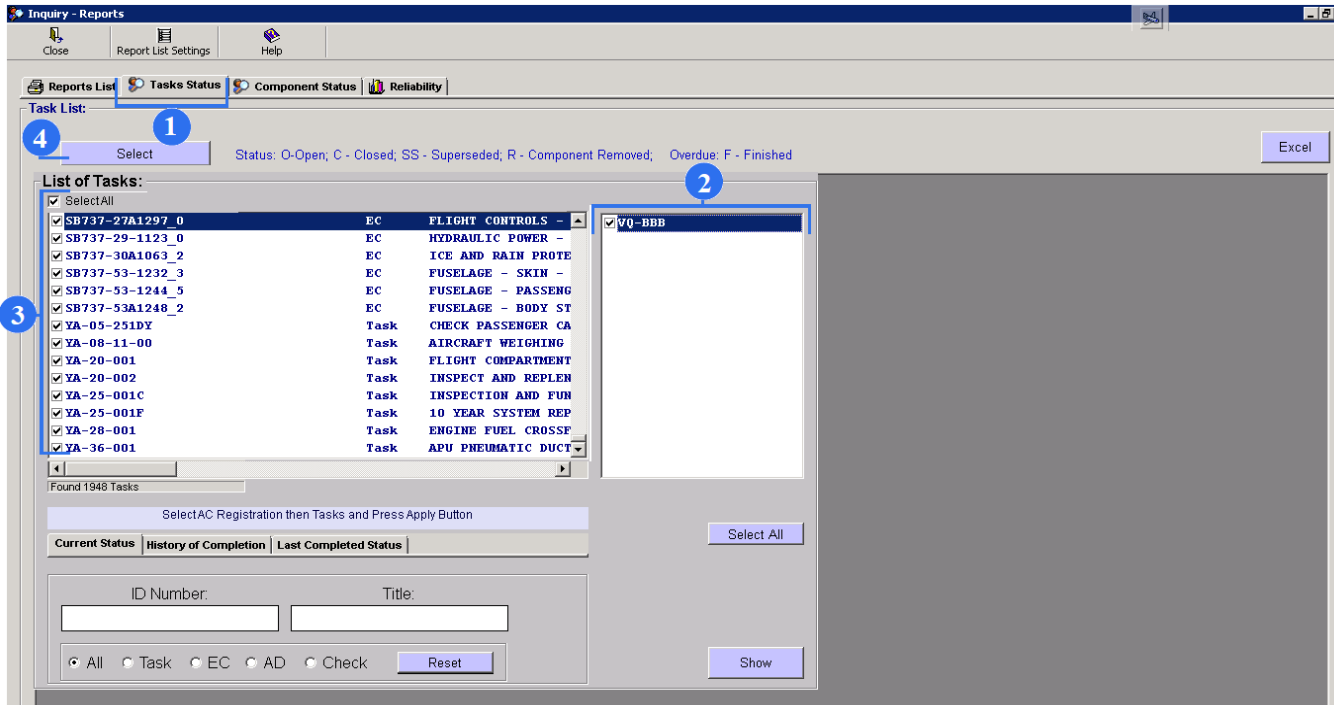 Inquiry - Reports
Close Report List Settings Help
Reports List Tasks Status Component Status Reliability
Task List:
1
4
Select Status: O-Open; C - Closed; SS - Superseded; R - Component Removed; Overdue: F - Finished Excel
List of Tasks:
2
Select All
SB737-27A1297_0 EC FLIGHT CONTROLS - VQ-BBB
SB737-29-1123_0 EC HYDRAULIC POWER -
SB737-30A1063_2 EC ICE AND RAIN PROTE
SB737-53-1232_3 EC FUSELAGE - SKIN -
SB737-53-1244_5 EC FUSELAGE - PASSENG
SB737-53A1248_2 EC FUSELAGE - BODY ST
3
YA-05-251DY Task CHECK PASSENGER CA
YA-08-11-00 Task AIRCRAFT WEIGHING
YA-20-001 Task FLIGHT COMPARTMENT
YA-20-002 Task INSPECT AND REPLEN
YA-25-001C Task INSPECTION AND FUN
YA-25-001F Task 10 YEAR SYSTEM REP
YA-28-001 Task ENGINE FUEL CROSSF
YA-36-001 Task APU PNEUMATIC DUCT
Found 1948 Tasks
Select AC Registration then Tasks and Press Apply Button
Select All
Current Status History of Completion Last Completed Status
ID Number: Title:
All Task EC AD Check Reset Show